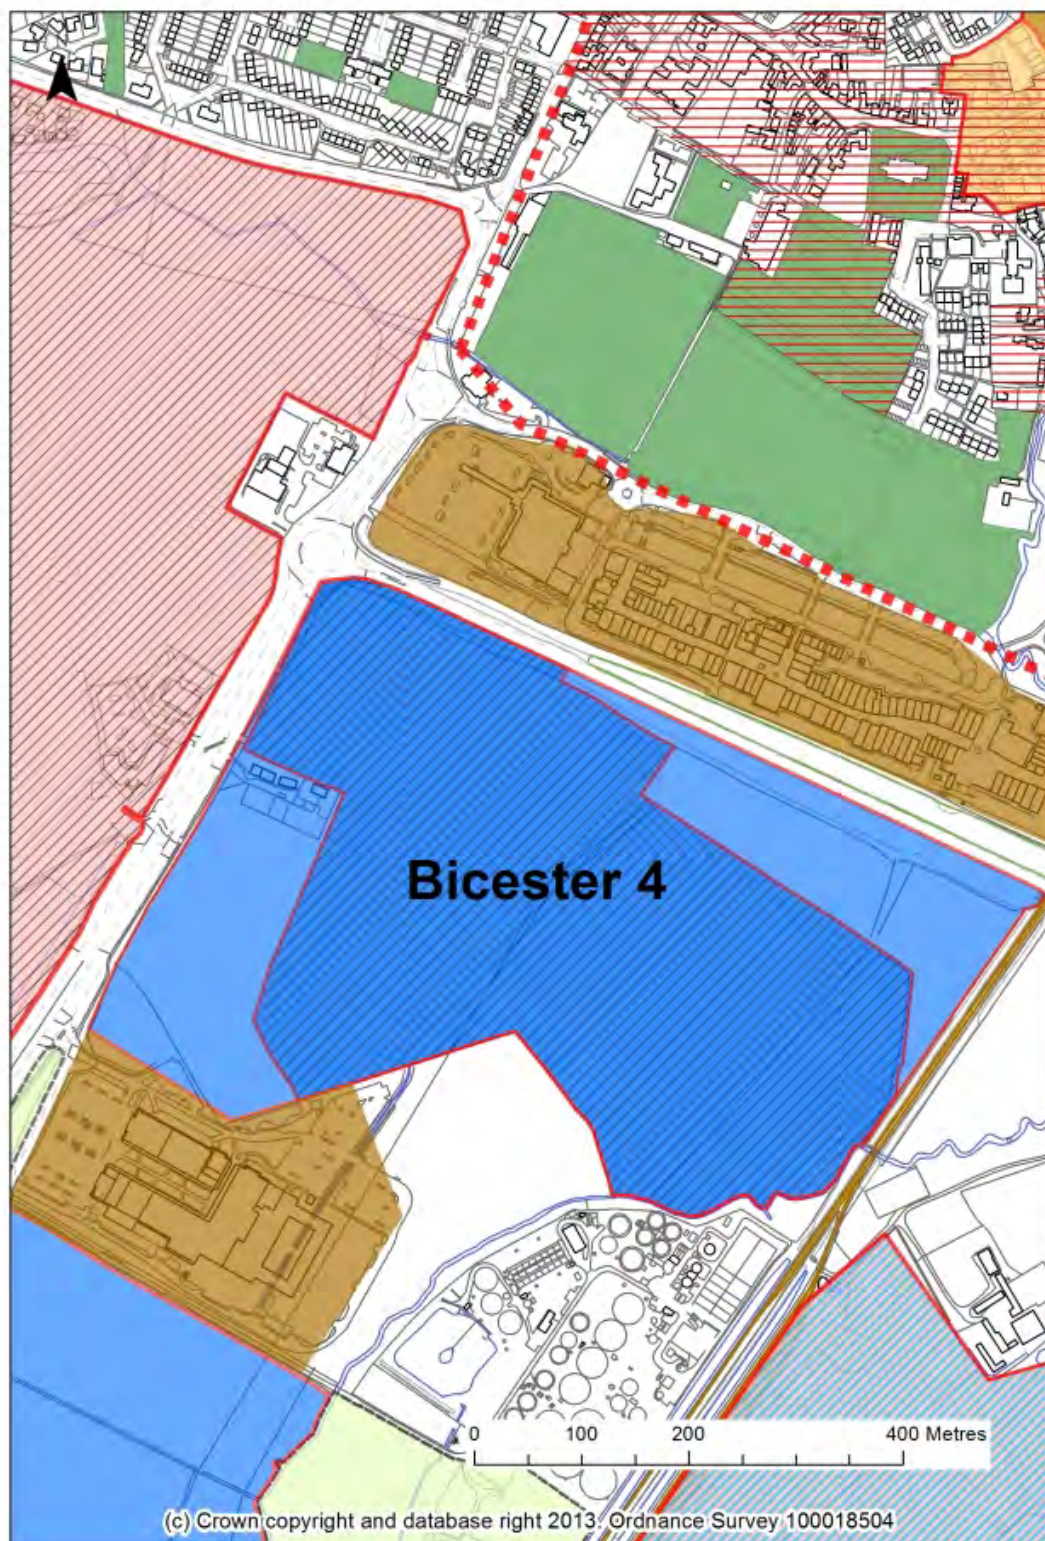 Bicester 4
0 100 200 400 Metres
(c) Crown copyright and database right 2013. Ordnance Survey 100018504